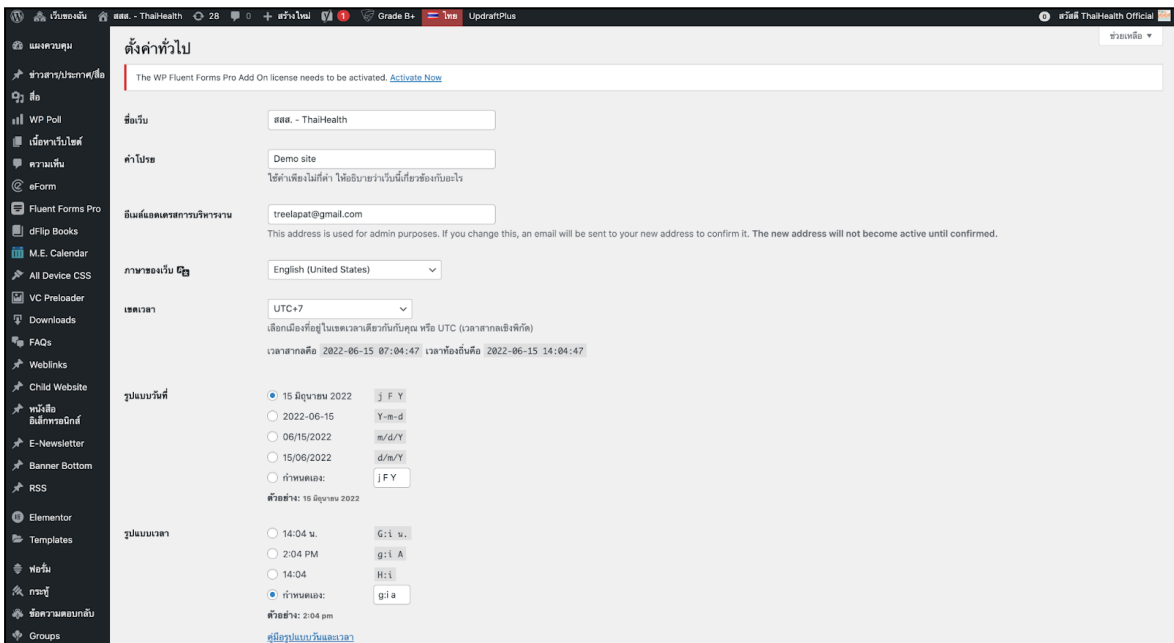 เว็บของฉัน สสส. - ThaiHealth 28 0 + สร้างใหม่ 1 Grade B+ ไทย UpdraftPlus 0 สวัสดี ThaiHealth Official
ช่วยเหลือ ▼
แผงควบคุม
ข่าวสาร/ประกาศ/สื่อ
สื่อ
WP Poll
เนื้อหาเว็บไซต์
ความเห็น
eForm
Fluent Forms Pro
dFlip Books
M.E. Calendar
All Device CSS
VC Preloader
Downloads
FAQs
Weblinks
Child Website
หนังสือ
อิเล็กทรอนิกส์
E-Newsletter
Banner Bottom
RSS
Elementor
Templates
ฟอร์ม
กระทู้
ข้อความตอบกลับ
Groups
ตั้งค่าทั่วไป
The WP Fluent Forms Pro Add On license needs to be activated. Activate Now
ชื่อเว็บ สสส. - ThaiHealth
คำโปรย Demo site
ใช้คำเพียงไม่กี่คำ ให้อธิบายว่าเว็บนี้เกี่ยวข้องกับอะไร
อีเมล์แอดเดรสการบริหารงาน treelapat@gmail.com
This address is used for admin purposes. If you change this, an email will be sent to your new address to confirm it. The new address will not become active until confirmed.
ภาษาของเว็บ English (United States)
เขตเวลา UTC+7
เลือกเมืองที่อยู่ในเขตเวลาเดียวกันกับคุณ หรือ UTC (เวลาสากลเชิงพิกัด)
เวลาสากลคือ 2022-06-15 07:04:47 เวลาท้องถิ่นคือ 2022-06-15 14:04:47
รูปแบบวันที่ 15 มิถุนายน 2022 j F Y
2022-06-15 Y-m-d
06/15/2022 m/d/Y
15/06/2022 d/m/Y
กำหนดเอง: j F Y
ตัวอย่าง: 15 มิถุนายน 2022
รูปแบบเวลา 14:04 น. G:i น.
2:04 PM g:i A
14:04 H:i
กำหนดเอง: g:i a
ตัวอย่าง: 2:04 pm
คู่มือรูปแบบวันและเวลา